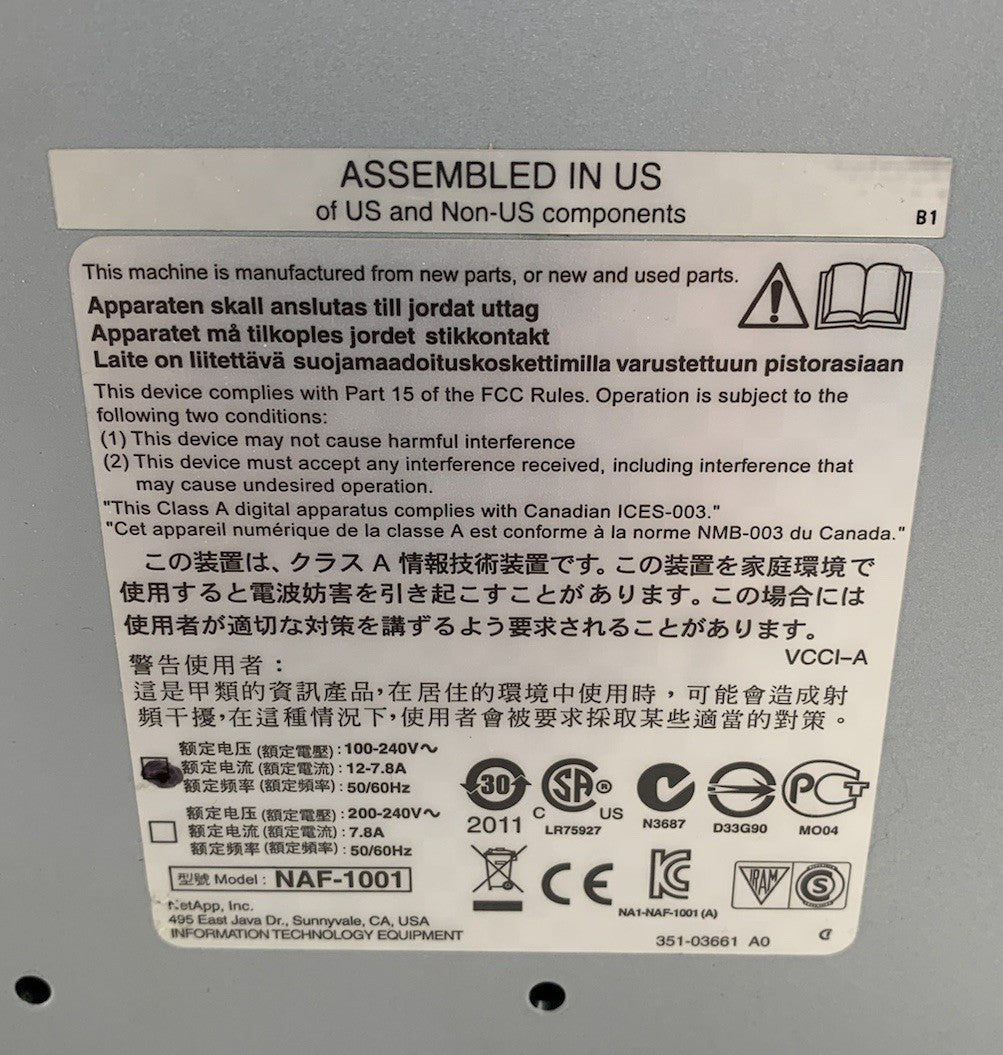 ASSEMBLED IN US
of US and Non-US components
B1
This machine is manufactured from new parts, or new and used parts.
Apparaten skall anslutas till jordat uttag
Apparatet må tilkoples jordet stikkontakt
Laite on liitettävä suojamaadoituskoskettimilla varustettuun pistorasiaan
This device complies with Part 15 of the FCC Rules. Operation is subject to the
following two conditions:
(1) This device may not cause harmful interference
(2) This device must accept any interference received, including interference that
may cause undesired operation.
"This Class A digital apparatus complies with Canadian ICES-003."
"Cet appareil numérique de la classe A est conforme à la norme NMB-003 du Canada."
この装置は、クラス A 情報技術装置です。この装置を家庭環境で
使用すると電波妨害を引き起こすことがあります。この場合には
使用者が適切な対策を講ずるよう要求されることがあります。
VCCI-A
警告使用者：
這是甲類的資訊產品,在居住的環境中使用時，可能會造成射
頻干擾,在這種情況下,使用者會被要求採取某些適當的對策。
额定电压 (額定電壓) : 100-240V~
额定电流 (額定電流) : 12-7.8A
额定频率 (額定頻率) : 50/60Hz
额定电压 (額定電壓) : 200-240V~
额定电流 (額定電流) : 7.8A
额定频率 (額定頻率) : 50/60Hz
30
2011
SA ®
C US
LR75927
N3687
D33G90
PCT
MO04
型號 Model : NAF-1001
CE
NA1-NAF-1001 (A)
VRAM
S
NetApp, Inc.
495 East Java Dr., Sunnyvale, CA, USA
INFORMATION TECHNOLOGY EQUIPMENT
351-03661 A0